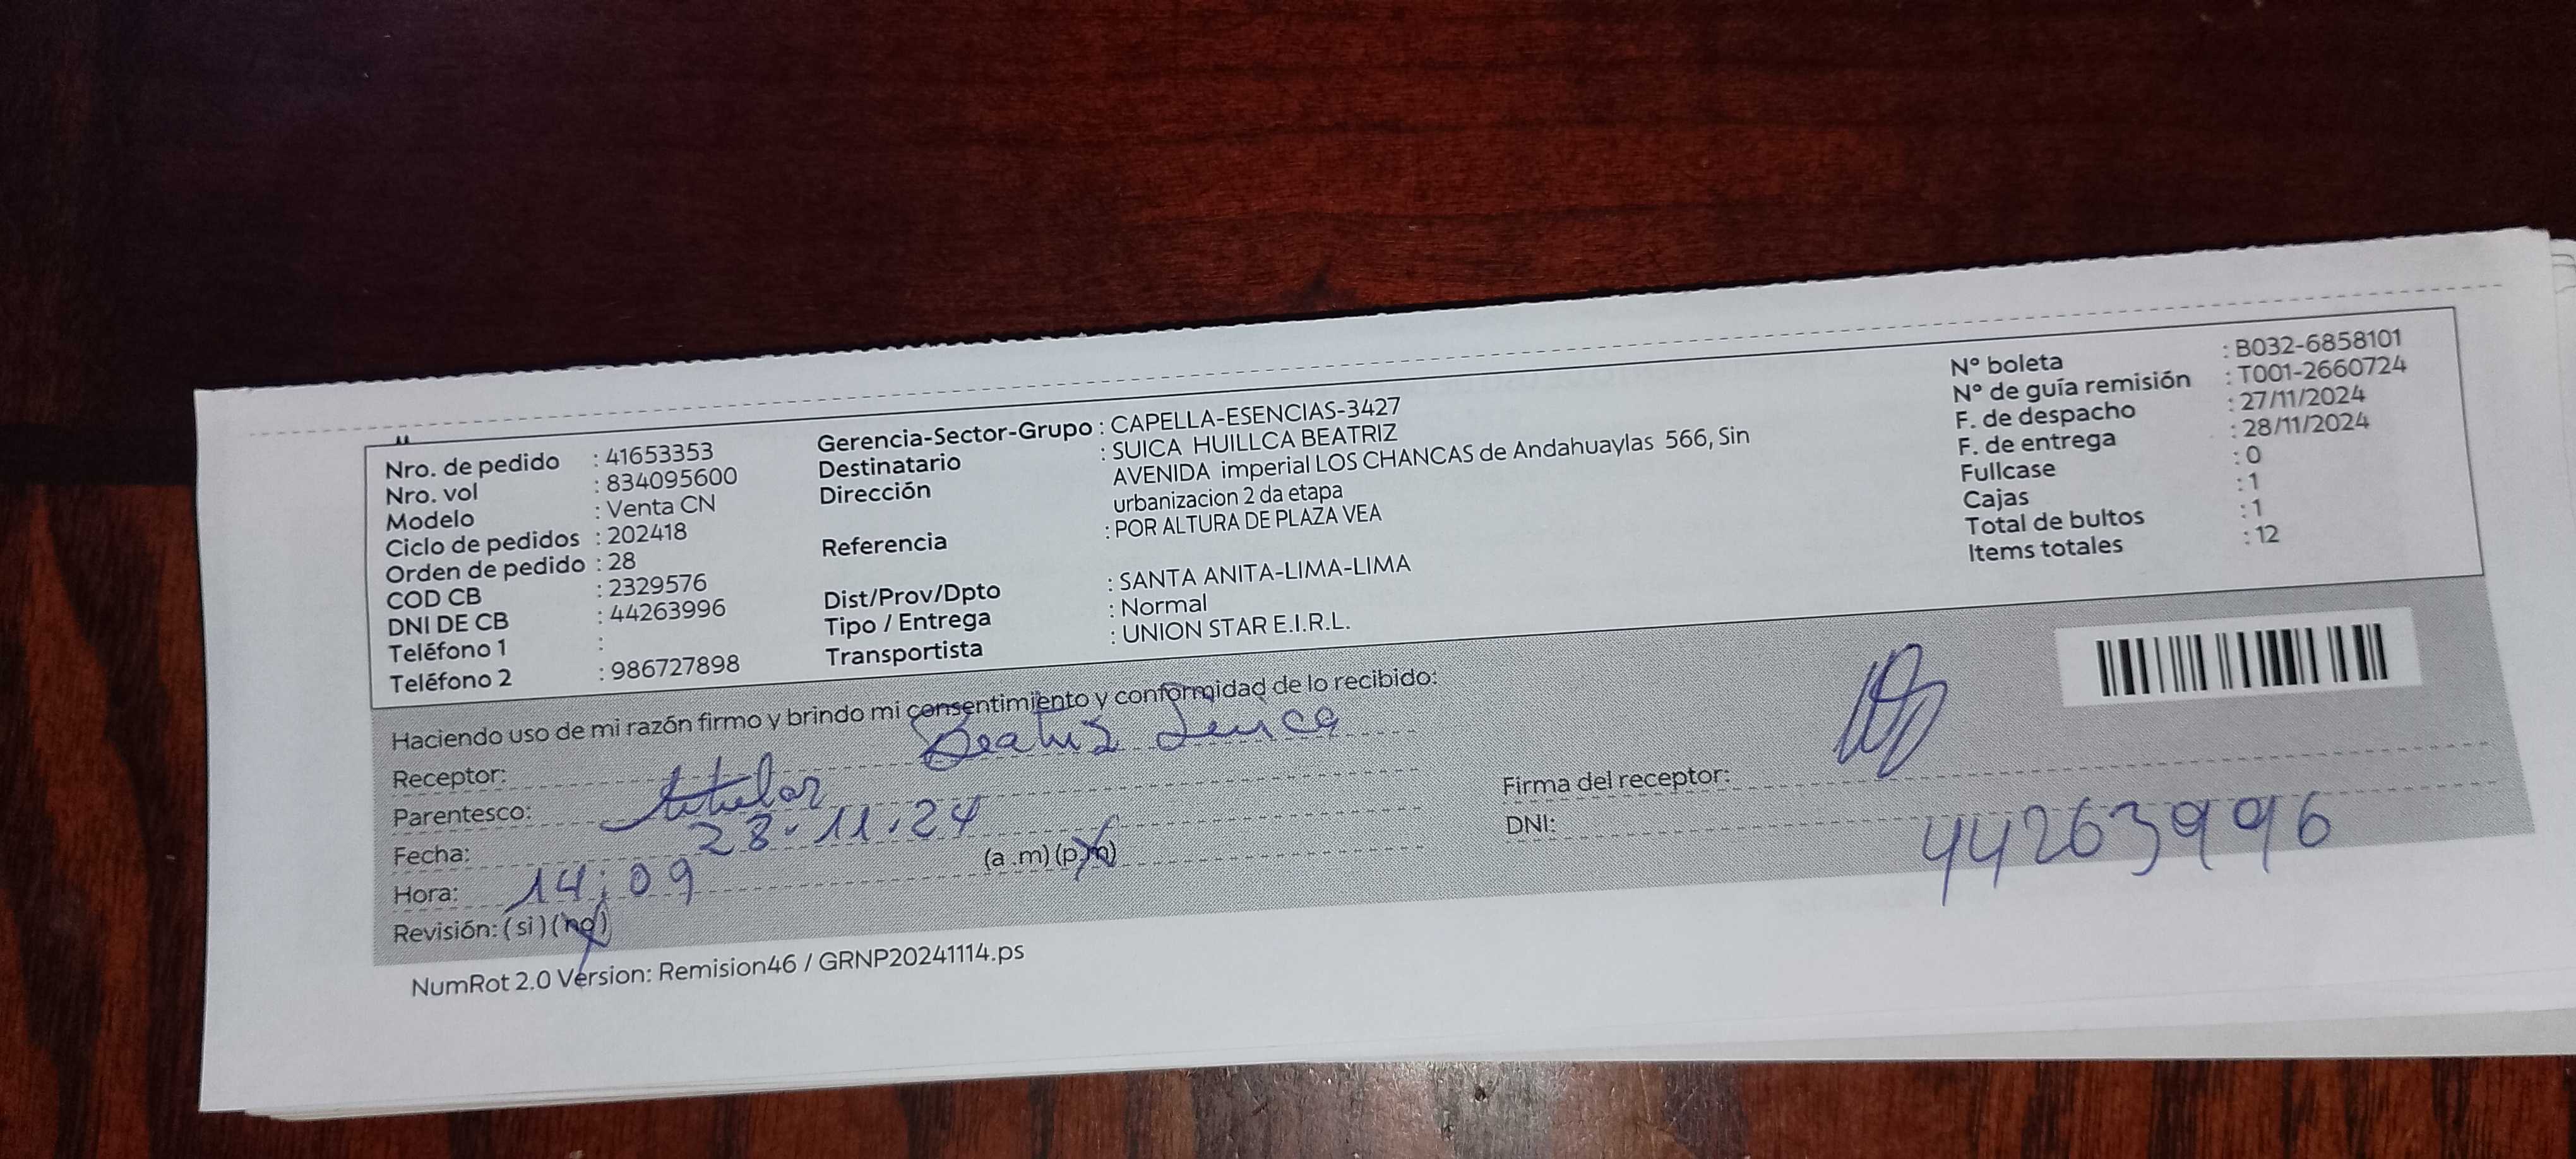 Nro. de pedido : 41653353
Nro. vol : 834095600
Modelo : Venta CN
Ciclo de pedidos : 202418
Orden de pedido : 28
COD CB : 2329576
DNI DE CB : 44263996
Teléfono 1 :
Teléfono 2 : 986727898
Gerencia-Sector-Grupo : CAPELLA-ESENCIAS-3427
Destinatario : SUICA HUILLCA BEATRIZ
Dirección AVENIDA imperial LOS CHANCAS de Andahuaylas 566, Sin
urbanizacion 2 da etapa
Referencia : POR ALTURA DE PLAZA VEA
Dist/Prov/Dpto : SANTA ANITA-LIMA-LIMA
Tipo / Entrega : Normal
Transportista : UNION STAR E.I.R.L.
N° boleta : B032-6858101
N° de guía remisión : T001-2660724
F. de despacho : 27/11/2024
F. de entrega : 28/11/2024
Fullcase : 0
Cajas : 1
Total de bultos : 1
Items totales : 12
Haciendo uso de mi razón firmo y brindo mi consentimiento y conformidad de lo recibido:
Receptor: Beatriz Suica
Parentesco: titular
Fecha: 28.11.24
Hora: 14:09 (a .m) (p.m)
Revisión: (si) (no)
Firma del receptor:
DNI: 44263996
NumRot 2.0 Version: Remision46 / GRNP20241114.ps